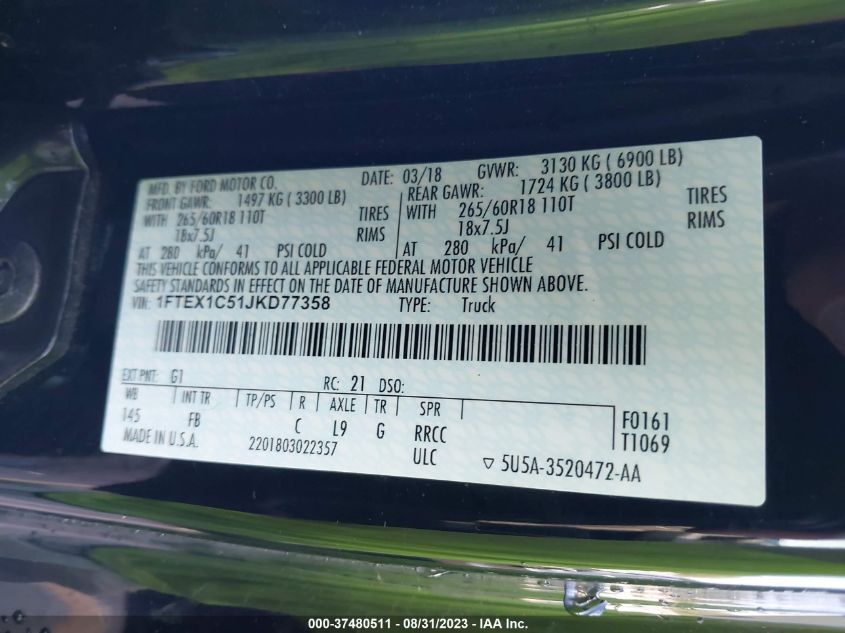 MFD. BY FORD MOTOR CO. DATE: 03/18 GVWR: 3130 KG ( 6900 LB)
FRONT GAWR: 1497 KG ( 3300 LB) REAR GAWR: 1724 KG ( 3800 LB)
WITH 265/60R18 110T TIRES WITH 265/60R18 110T TIRES
18x7.5J RIMS 18x7.5J RIMS
AT 280 kPa/ 41 PSI COLD AT 280 kPa/ 41 PSI COLD
THIS VEHICLE CONFORMS TO ALL APPLICABLE FEDERAL MOTOR VEHICLE
SAFETY STANDARDS IN EFFECT ON THE DATE OF MANUFACTURE SHOWN ABOVE.
VIN: 1FTEX1C51JKD77358 TYPE: Truck
EXT PNT: G1 RC: 21 DSO:
WB INT TR TP/PS R AXLE TR SPR
145 FB C L9 G RRCC F0161
MADE IN U.S.A. 2201803022357 ULC T1069
▽ 5U5A-3520472-AA
000-37480511 - 08/31/2023 - IAA Inc.